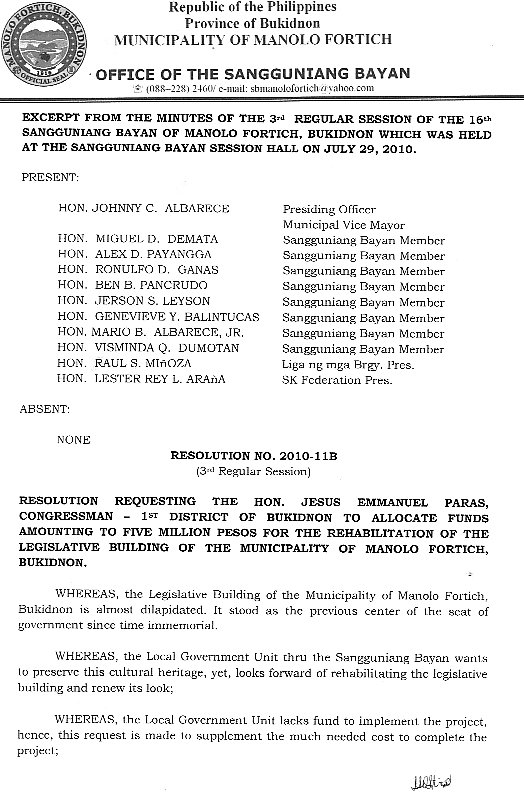 MANOLO FORTICH, BUKIDNON
1919
OFFICIAL SEAL
Republic of the Philippines
Province of Bukidnon
MUNICIPALITY OF MANOLO FORTICH
OFFICE OF THE SANGGUNIANG BAYAN
☏ (088–228) 2460/ e-mail: sbmanolofortich@yahoo.com
EXCERPT FROM THE MINUTES OF THE 3rd REGULAR SESSION OF THE 16th
SANGGUNIANG BAYAN OF MANOLO FORTICH, BUKIDNON WHICH WAS HELD
AT THE SANGGUNIANG BAYAN SESSION HALL ON JULY 29, 2010.
PRESENT:
HON. JOHNNY C. ALBARECE Presiding Officer
Municipal Vice Mayor
HON. MIGUEL D. DEMATA Sangguniang Bayan Member
HON. ALEX D. PAYANGGA Sangguniang Bayan Member
HON. RONULFO D. GANAS Sangguniang Bayan Member
HON. BEN B. PANCRUDO Sangguniang Bayan Member
HON. JERSON S. LEYSON Sangguniang Bayan Member
HON. GENEVIEVE Y. BALINTUCAS Sangguniang Bayan Member
HON. MARIO B. ALBARECE, JR. Sangguniang Bayan Member
HON. VISMINDA Q. DUMOTAN Sangguniang Bayan Member
HON. RAUL S. MIñOZA Liga ng mga Brgy. Pres.
HON. LESTER REY L. ARAñA SK Federation Pres.
ABSENT:
NONE
RESOLUTION NO. 2010-11B
(3rd Regular Session)
RESOLUTION REQUESTING THE HON. JESUS EMMANUEL PARAS,
CONGRESSMAN – 1ST DISTRICT OF BUKIDNON TO ALLOCATE FUNDS
AMOUNTING TO FIVE MILLION PESOS FOR THE REHABILITATION OF THE
LEGISLATIVE BUILDING OF THE MUNICIPALITY OF MANOLO FORTICH,
BUKIDNON.
WHEREAS, the Legislative Building of the Municipality of Manolo Fortich,
Bukidnon is almost dilapidated. It stood as the previous center of the seat of
government since time immemorial.
WHEREAS, the Local Government Unit thru the Sangguniang Bayan wants
to preserve this cultural heritage, yet, looks forward of rehabilitating the legislative
building and renew its look;
WHEREAS, the Local Government Unit lacks fund to implement the project,
hence, this request is made to supplement the much needed cost to complete the
project;